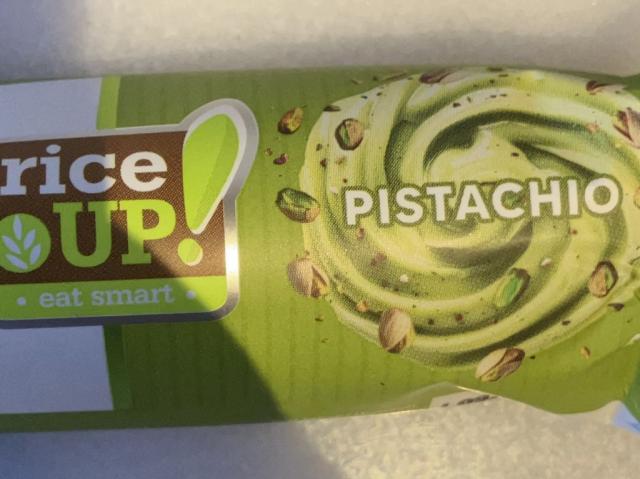 rice
UP!
• eat smart •
PISTACHIO